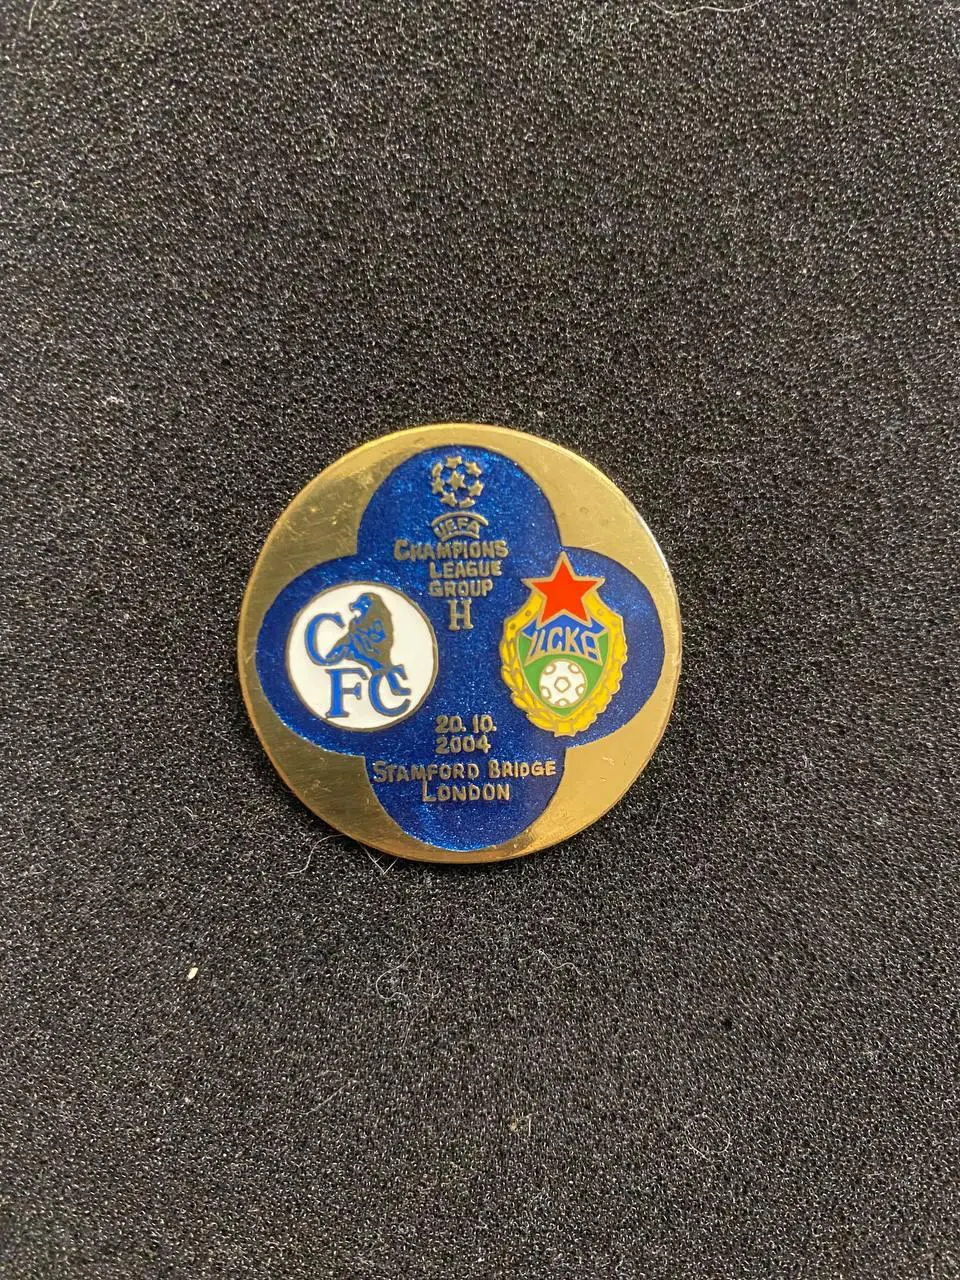 UEFA
CHAMPIONS
LEAGUE
GROUP
H
CFC
ЦСКА
20.10.
2004
STAMFORD BRIDGE
LONDON